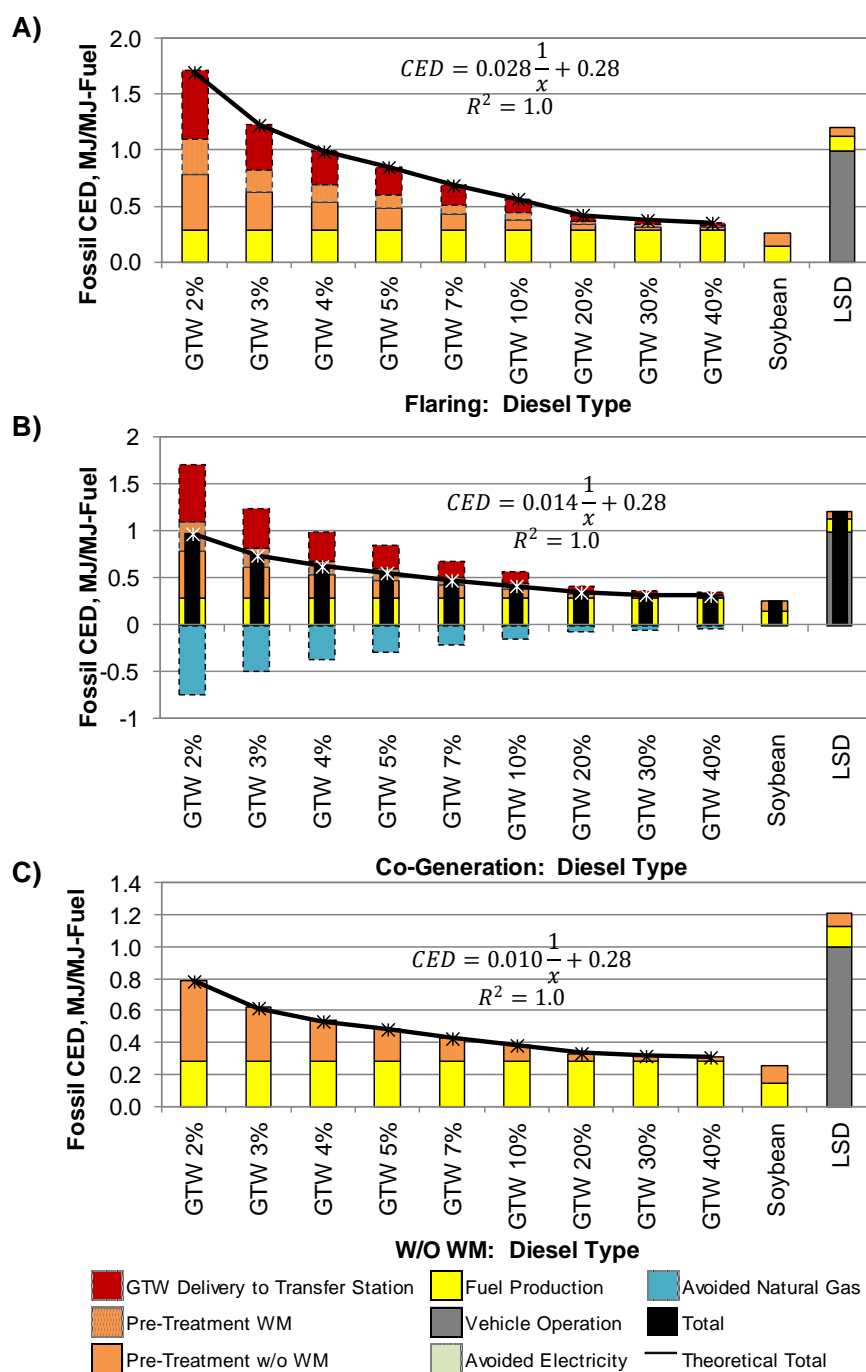 A)
Fossil CED, MJ/MJ-Fuel
2.0
1.5
1.0
0.5
0.0
CED = 0.028 1/x + 0.28
R² = 1.0
GTW 2%
GTW 3%
GTW 4%
GTW 5%
GTW 7%
GTW 10%
GTW 20%
GTW 30%
GTW 40%
Soybean
LSD
Flaring: Diesel Type
B)
Fossil CED, MJ/MJ-Fuel
2
1.5
1
0.5
0
-0.5
-1
CED = 0.014 1/x + 0.28
R² = 1.0
GTW 2%
GTW 3%
GTW 4%
GTW 5%
GTW 7%
GTW 10%
GTW 20%
GTW 30%
GTW 40%
Soybean
LSD
Co-Generation: Diesel Type
C)
Fossil CED, MJ/MJ-Fuel
1.4
1.2
1.0
0.8
0.6
0.4
0.2
0.0
CED = 0.010 1/x + 0.28
R² = 1.0
GTW 2%
GTW 3%
GTW 4%
GTW 5%
GTW 7%
GTW 10%
GTW 20%
GTW 30%
GTW 40%
Soybean
LSD
W/O WM: Diesel Type
GTW Delivery to Transfer Station
Fuel Production
Avoided Natural Gas
Pre-Treatment WM
Vehicle Operation
Total
Pre-Treatment w/o WM
Avoided Electricity
Theoretical Total